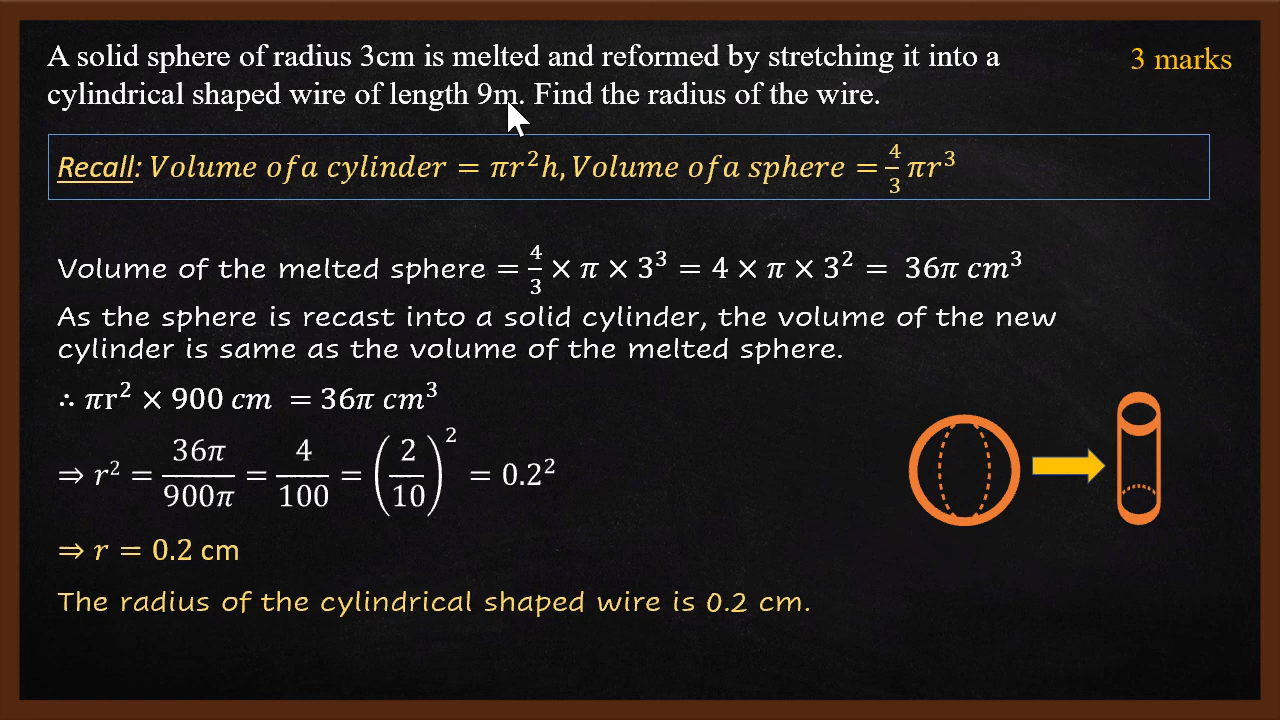 A solid sphere of radius 3cm is melted and reformed by stretching it into a
3 marks
cylindrical shaped wire of length 9m. Find the radius of the wire.
Recall: Volume of a cylinder = πr²h, Volume of a sphere = 4/3 πr³
Volume of the melted sphere = 4/3 × π × 3³ = 4 × π × 3² = 36π cm³
As the sphere is recast into a solid cylinder, the volume of the new
cylinder is same as the volume of the melted sphere.
∴ πr² × 900 cm = 36π cm³
⇒ r² = 36π/900π = 4/100 = (2/10)² = 0.2²
⇒ r = 0.2 cm
The radius of the cylindrical shaped wire is 0.2 cm.